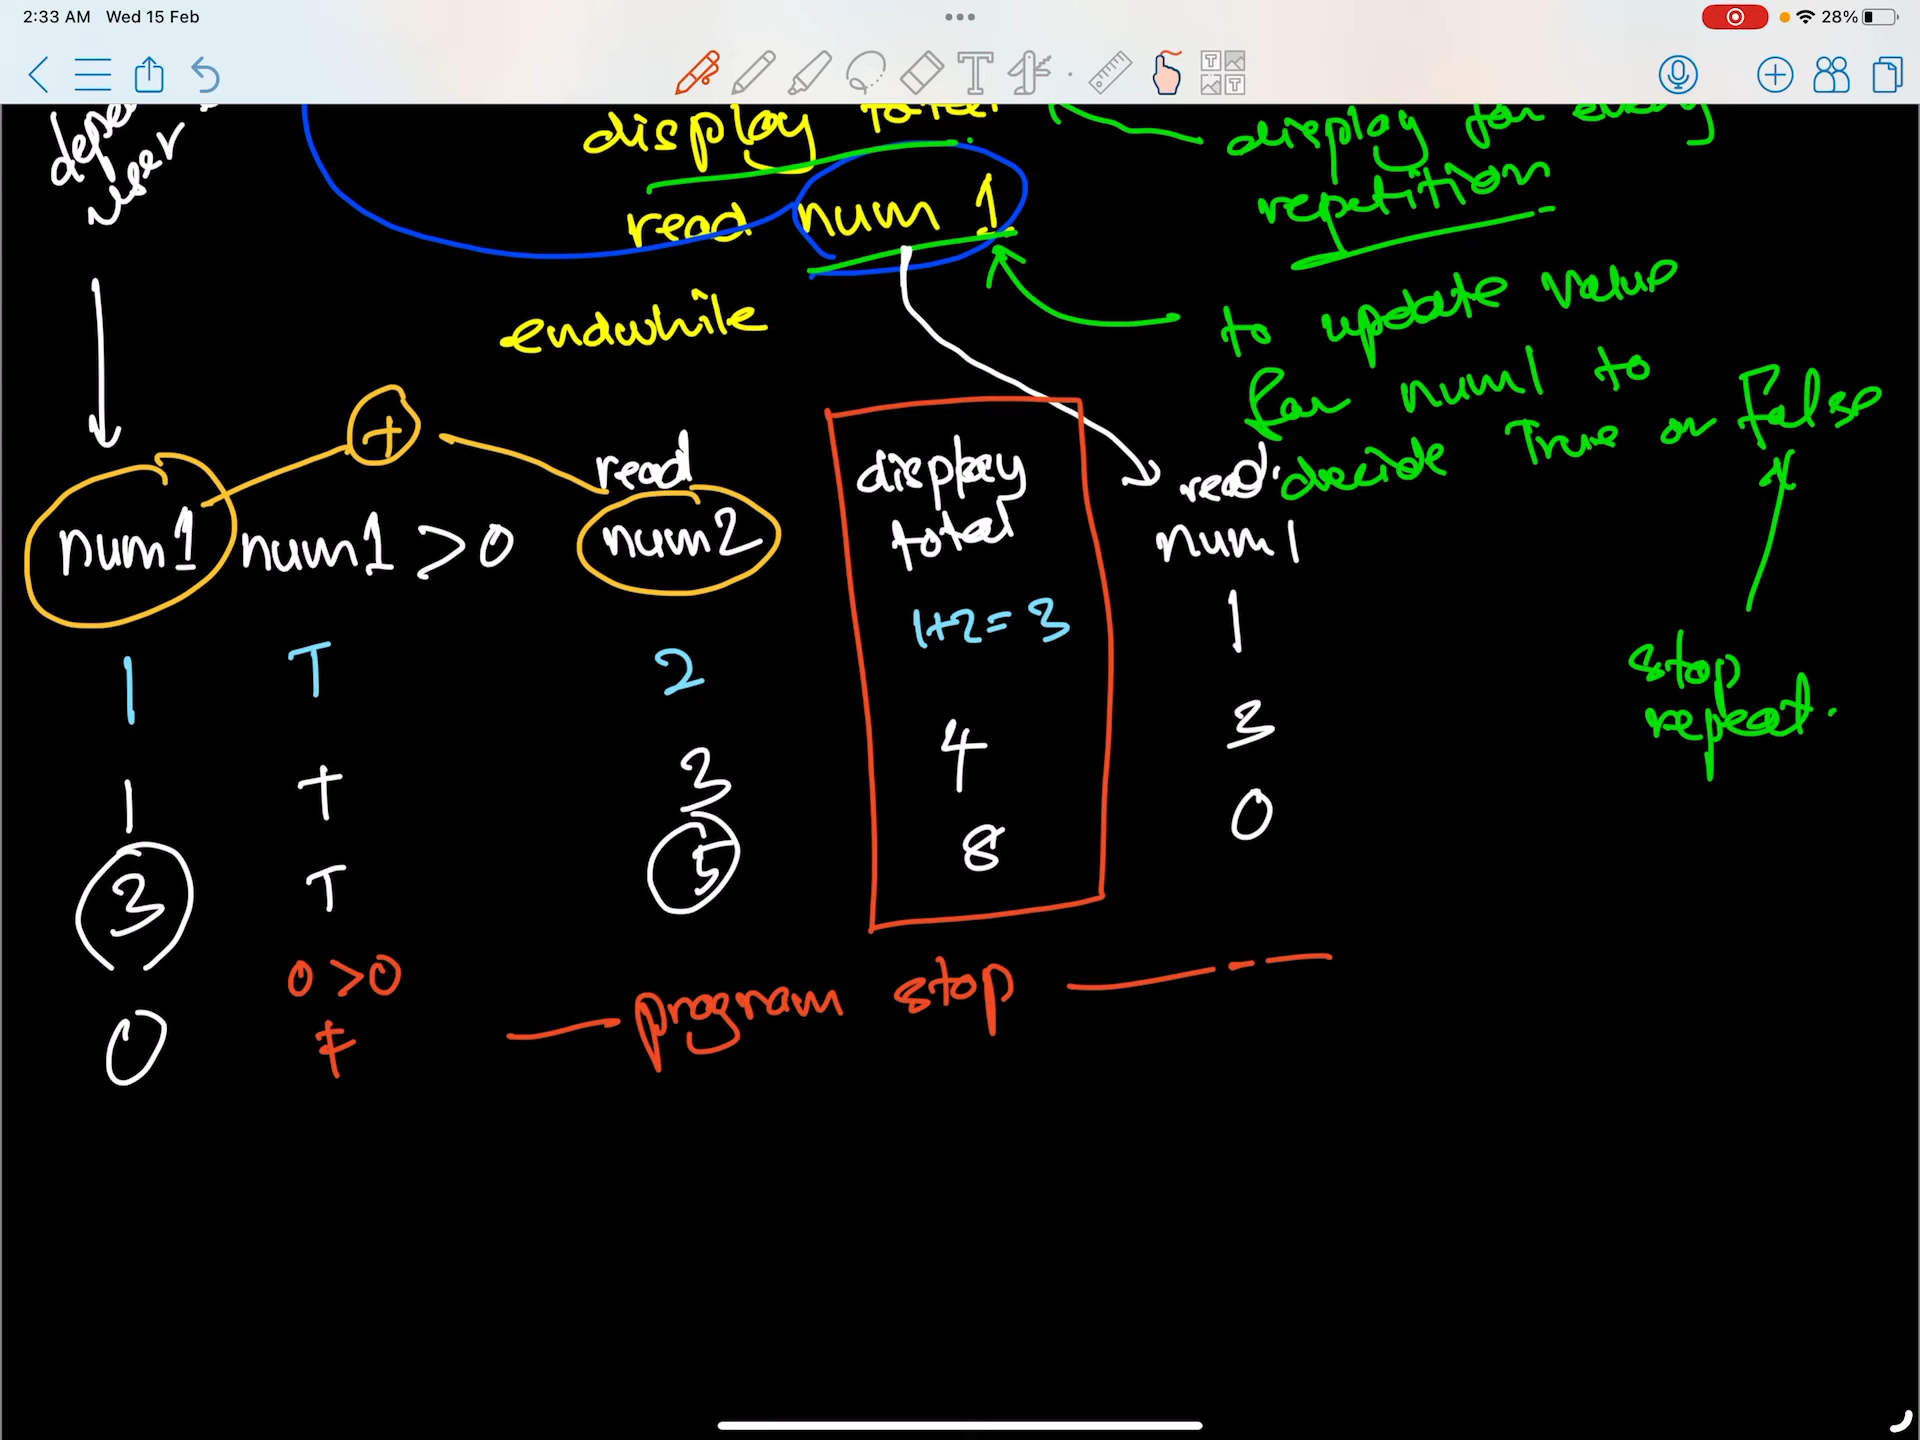 2:33 AM Wed 15 Feb
28%
user
display total
display for every
repetition
read num 1
endwhile
to update value
for num1 to
decide True or False
+
read
display
total
read
num1
num1 num1 > 0 num2
1 T 2 1+2=3 1
1 T 3 4 3
3 T 5 8 0
0 > 0
0 F
program stop
stop
repeat.